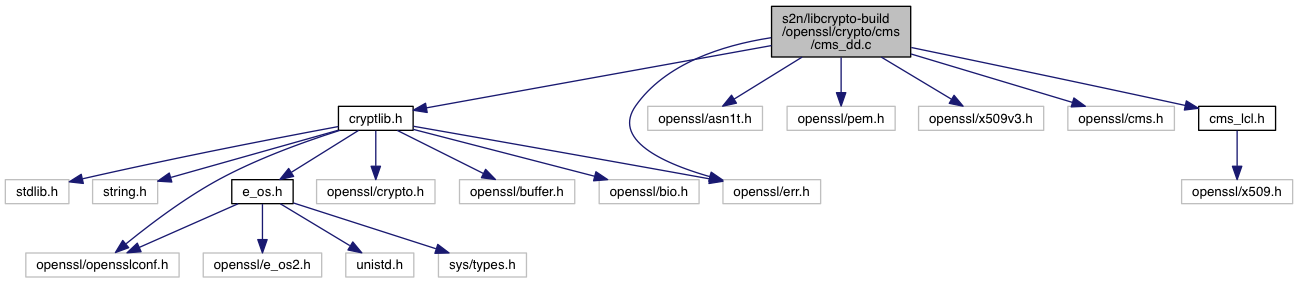 s2n/libcrypto-build
/openssl/crypto/cms
/cms_dd.c
cryptlib.h
openssl/asn1t.h
openssl/pem.h
openssl/x509v3.h
openssl/cms.h
cms_lcl.h
stdlib.h
string.h
e_os.h
openssl/crypto.h
openssl/buffer.h
openssl/bio.h
openssl/err.h
openssl/x509.h
openssl/opensslconf.h
openssl/e_os2.h
unistd.h
sys/types.h